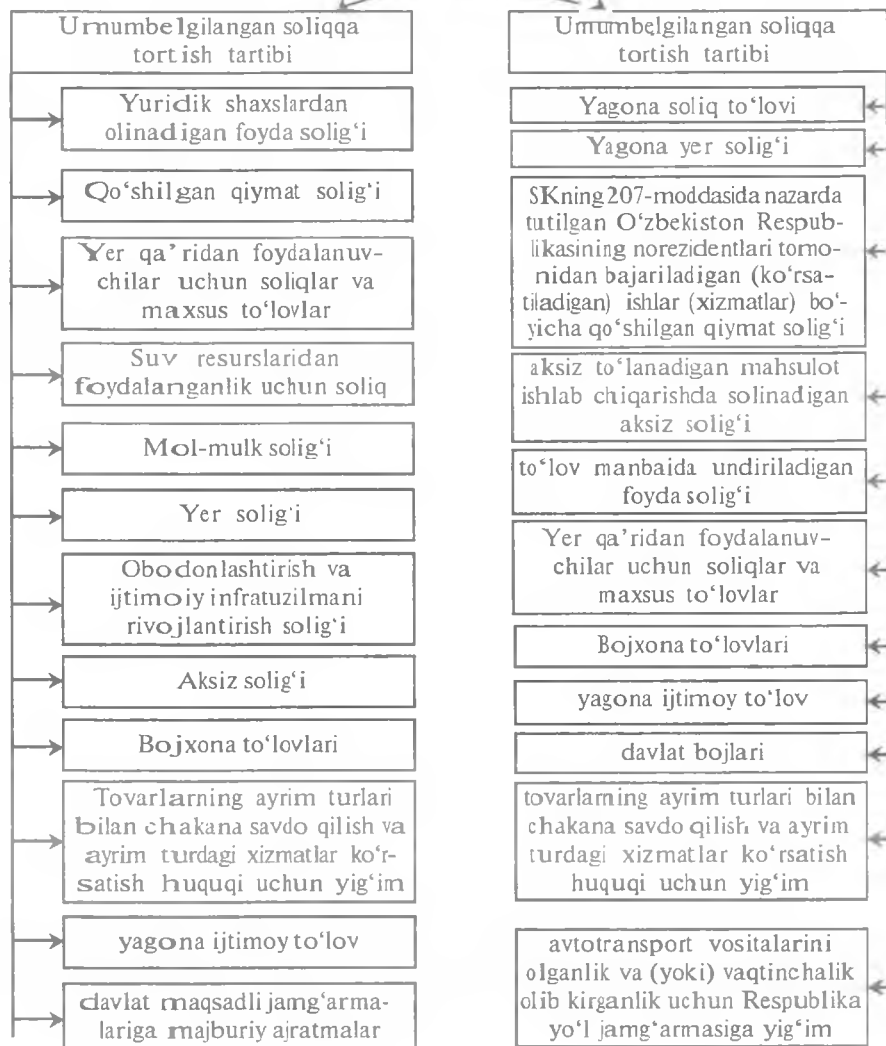 Umumbelgilangan soliqqa
tortish tartibi
Yuridik shaxslardan
olinadigan foyda solig‘i
Qo‘shilgan qiymat solig‘i
Yer qa’ridan foydalanuv-
chilar uchun soliqlar va
maxsus to‘lovlar
Suv resurslaridan
foydalanganlik uchun soliq
Mol-mulk solig‘i
Yer solig‘i
Obodonlashtirish va
ijtimoiy infratuzilmani
rivojlantirish solig‘i
Aksiz solig‘i
Bojxona to‘lovlari
Tovarlarning ayrim turlari
bilan chakana savdo qilish va
ayrim turdagi xizmatlar ko‘r-
satish huquqi uchun yig‘im
yagona ijtimoy to‘lov
davlat maqsadli jamg‘arma-
lariga majburiy ajratmalar
Umumbelgilangan soliqqa
tortish tartibi
Yagona soliq to‘lovi
Yagona yer solig‘i
SKning 207-moddasida nazarda
tutilgan O‘zbekiston Respub-
likasining norezidentlari tomo-
nidan bajariladigan (ko‘rsa-
tiladigan) ishlar (xizmatlar) bo‘-
yicha qo‘shilgan qiymat solig‘i
aksiz to‘lanadigan mahsulot
ishlab chiqarishda solinadigan
aksiz solig‘i
to‘lov manbaida undiriladigan
foyda solig‘i
Yer qa’ridan foydalanuv-
chilar uchun soliqlar va
maxsus to‘lovlar
Bojxona to‘lovlari
yagona ijtimoy to‘lov
davlat bojlari
tovarlarning ayrim turlari bilan
chakana savdo qilish va ayrim
turdagi xizmatlar ko‘rsatish
huquqi uchun yig‘im
avtotransport vositalarini
olganlik va (yoki) vaqtinchalik
olib kirganlik uchun Respublika
yo‘l jamg‘armasiga yig‘im